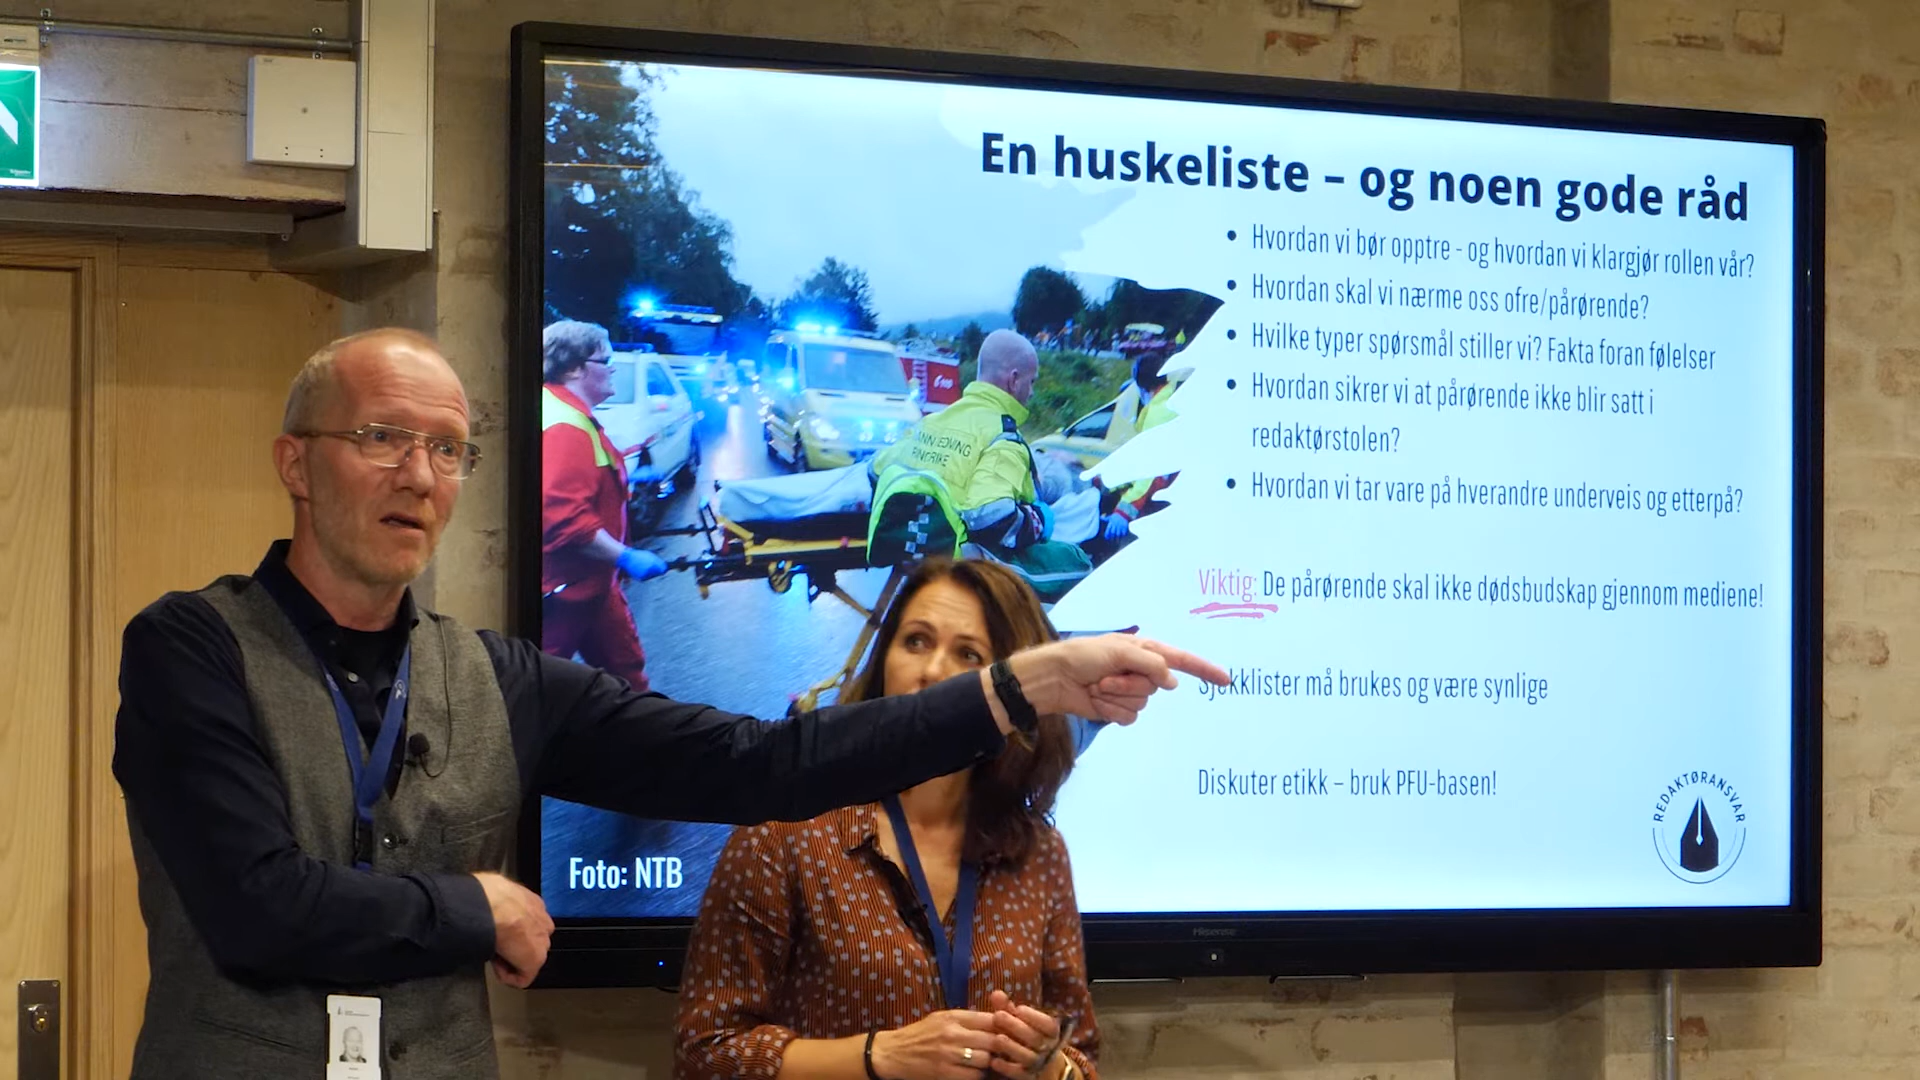 En huskeliste – og noen gode råd
• Hvordan vi bør opptre - og hvordan vi klargjør rollen vår?
• Hvordan skal vi nærme oss ofre/pårørende?
• Hvilke typer spørsmål stiller vi? Fakta foran følelser
• Hvordan sikrer vi at pårørende ikke blir satt i
redaktørstolen?
• Hvordan vi tar vare på hverandre underveis og etterpå?
Viktig: De pårørende skal ikke dødsbudskap gjennom mediene!
Sjekklister må brukes og være synlige
Diskuter etikk – bruk PFU-basen!
REDAKTØRANSVAR
Foto: NTB
Hisense